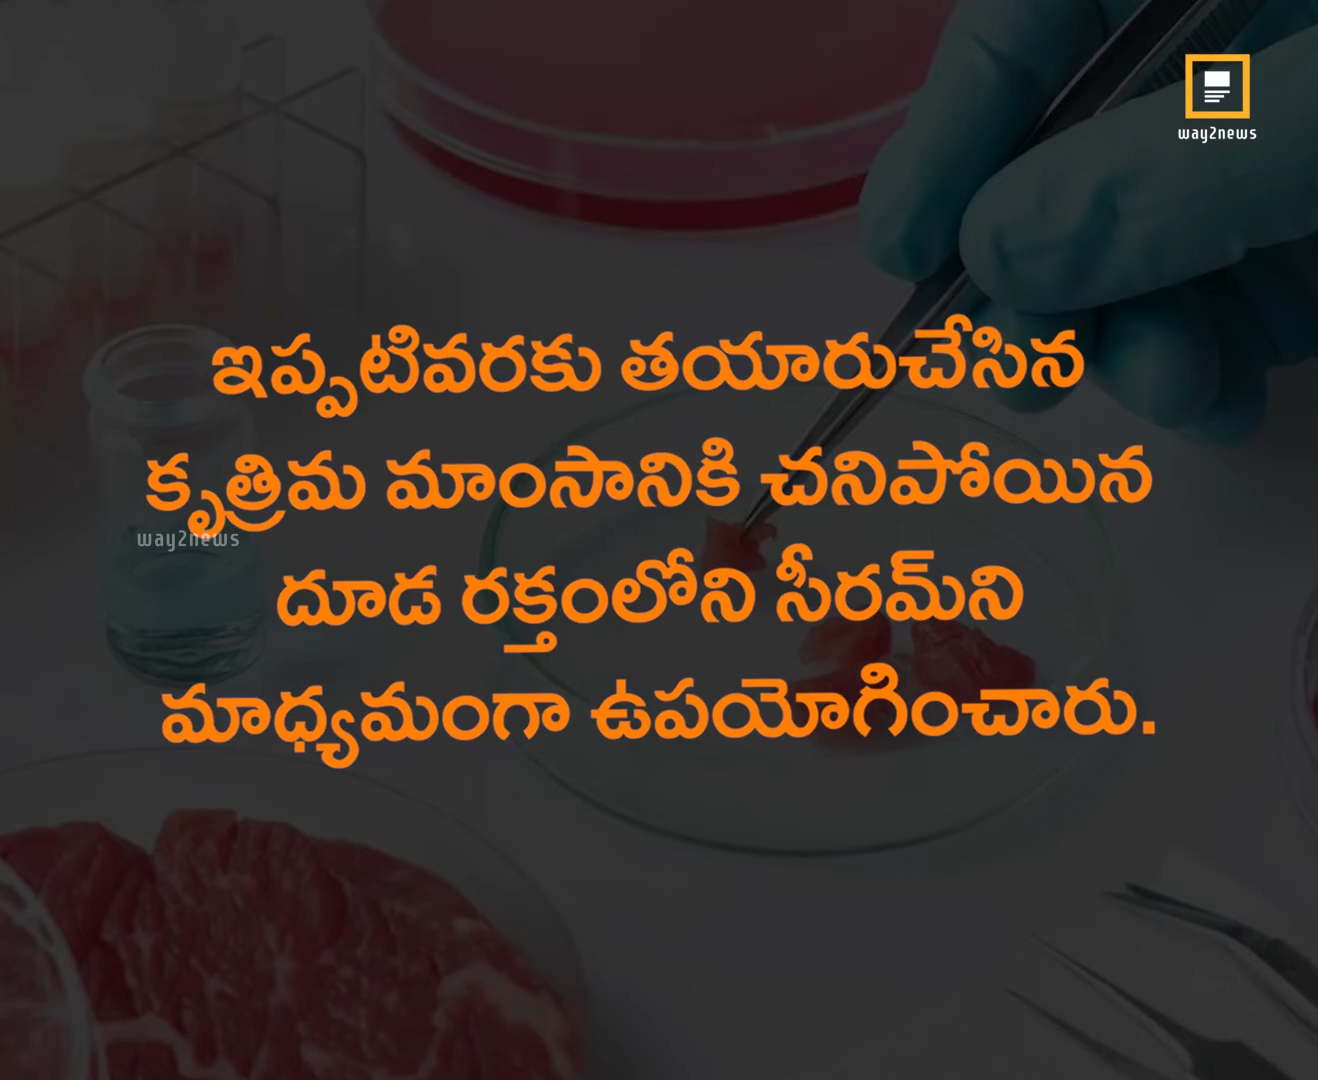 way2news
ఇప్పటివరకు తయారుచేసిన
కృత్రిమ మాంసానికి చనిపోయిన
way2news
దూడ రక్తంలోని సీరమ్‌ని
మాధ్యమంగా ఉపయోగించారు.